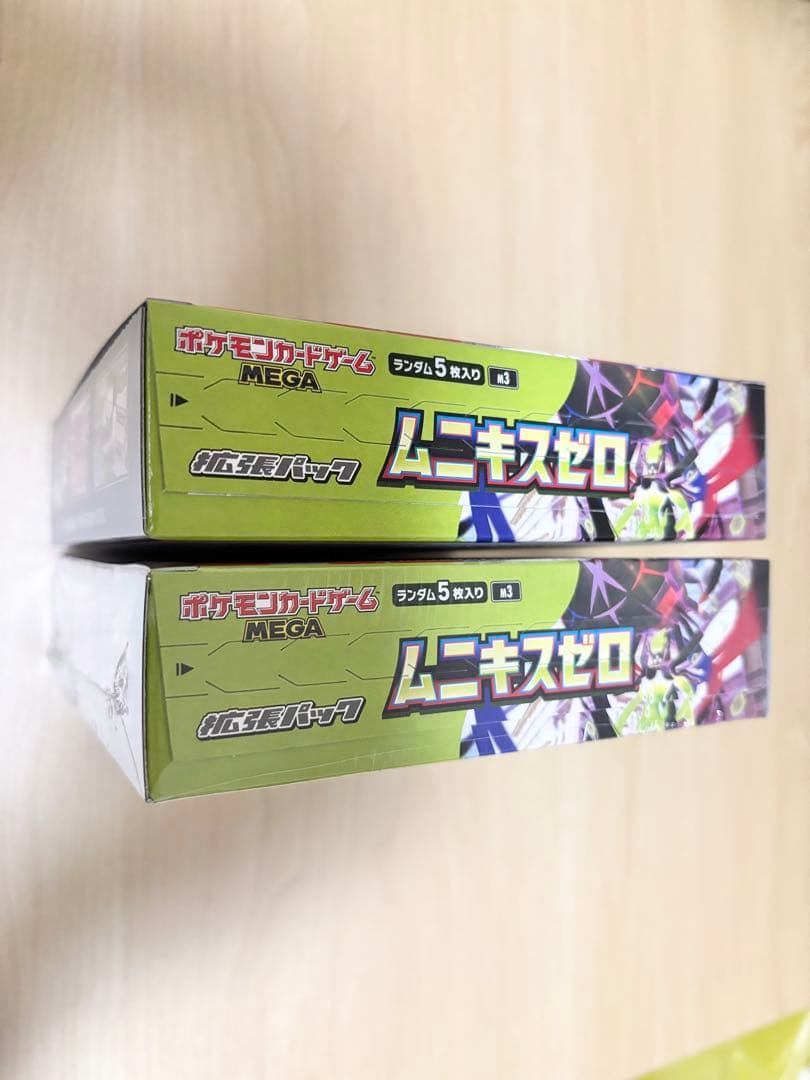 ポケモンカードゲーム
MEGA
ランダム5枚入り
M3
拡張パック
ムニキスゼロ
ポケモンカードゲーム
MEGA
ランダム5枚入り
M3
拡張パック
ムニキスゼロ